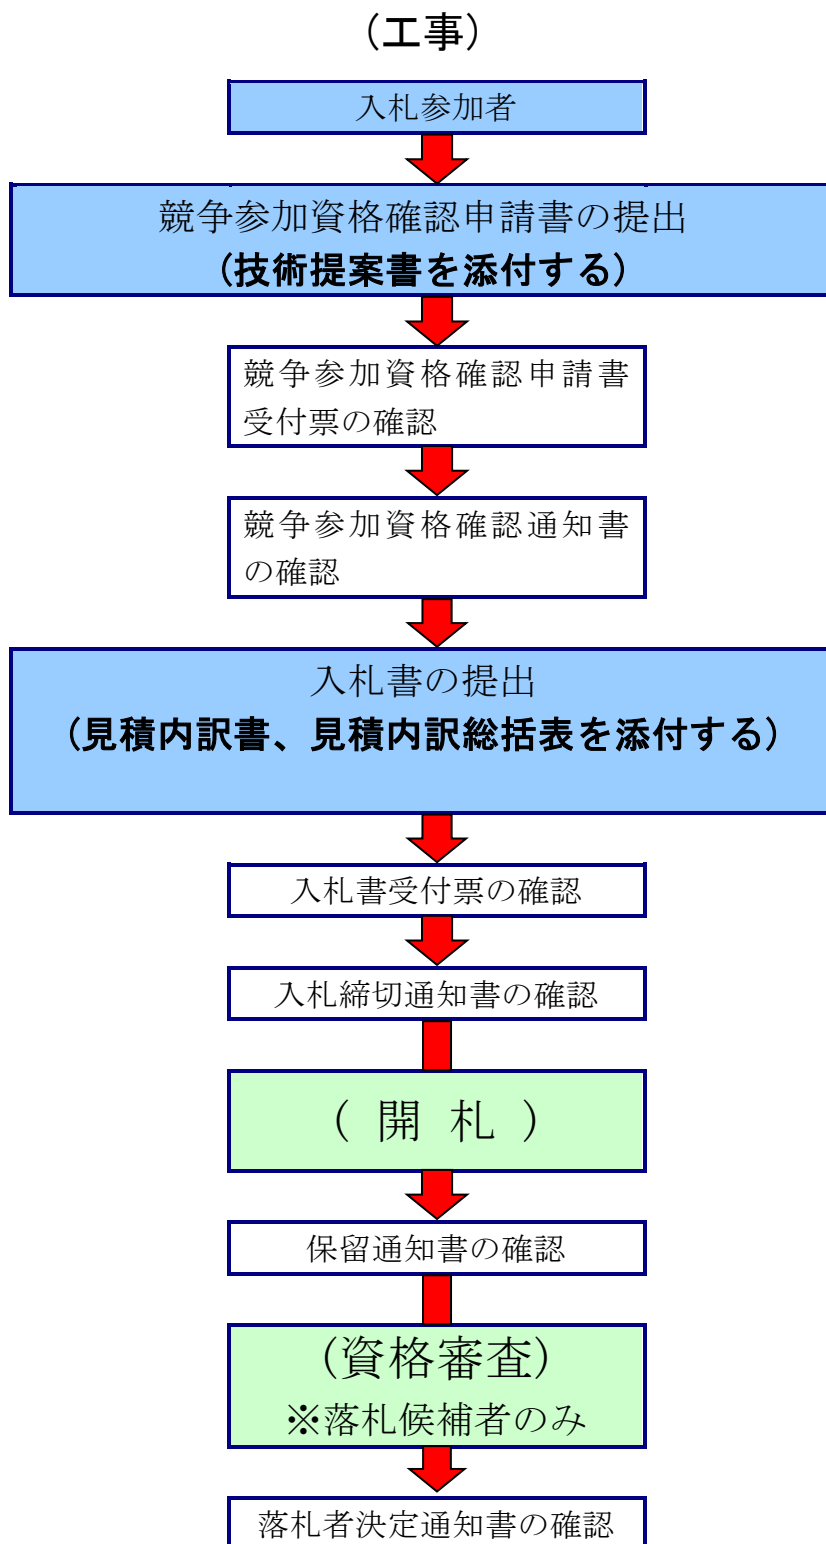 (工事)
入札参加者
競争参加資格確認申請書の提出
(技術提案書を添付する)
競争参加資格確認申請書
受付票の確認
競争参加資格確認通知書
の確認
入札書の提出
(見積内訳書、見積内訳総括表を添付する)
入札書受付票の確認
入札締切通知書の確認
( 開 札 )
保留通知書の確認
(資格審査)
※落札候補者のみ
落札者決定通知書の確認